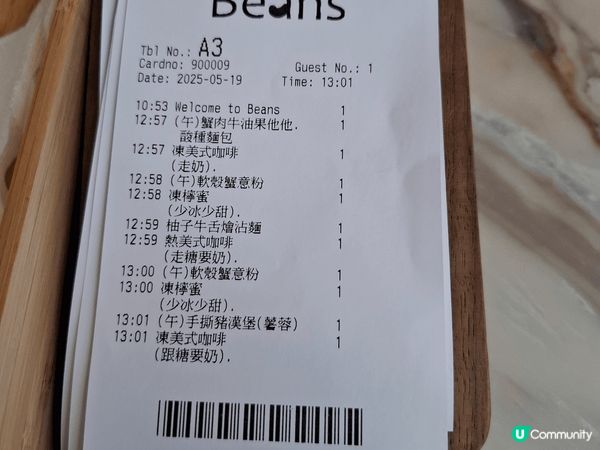 Beans
Tbl No.: A3
Cardno: 900009 Guest No.: 1
Date: 2025-05-19 Time: 13:01
10:53 Welcome to Beans 1
12:57 (午)蟹肉牛油果他他. 1
酸種麵包
12:57 凍美式咖啡 1
(走奶).
12:58 (午)軟殼蟹意粉 1
12:58 凍檸蜜 1
(少冰少甜).
12:59 柚子牛舌燴沾麵 1
12:59 熱美式咖啡 1
(走糖要奶).
13:00 (午)軟殼蟹意粉 1
13:00 凍檸蜜 1
(少冰少甜).
13:01 (午)手撕豬漢堡(薯蓉) 1
13:01 凍美式咖啡 1
(跟糖要奶).
U Community